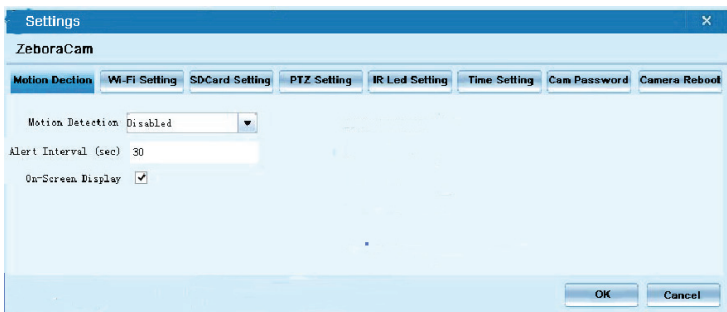 Settings
ZeboraCam
Motion Dection Wi-Fi Setting SDCard Setting PTZ Setting IR Led Setting Time Setting Cam Password Camera Reboot
Motion Detection Disabled
Alert Interval (sec) 30
On-Screen Display
OK Cancel